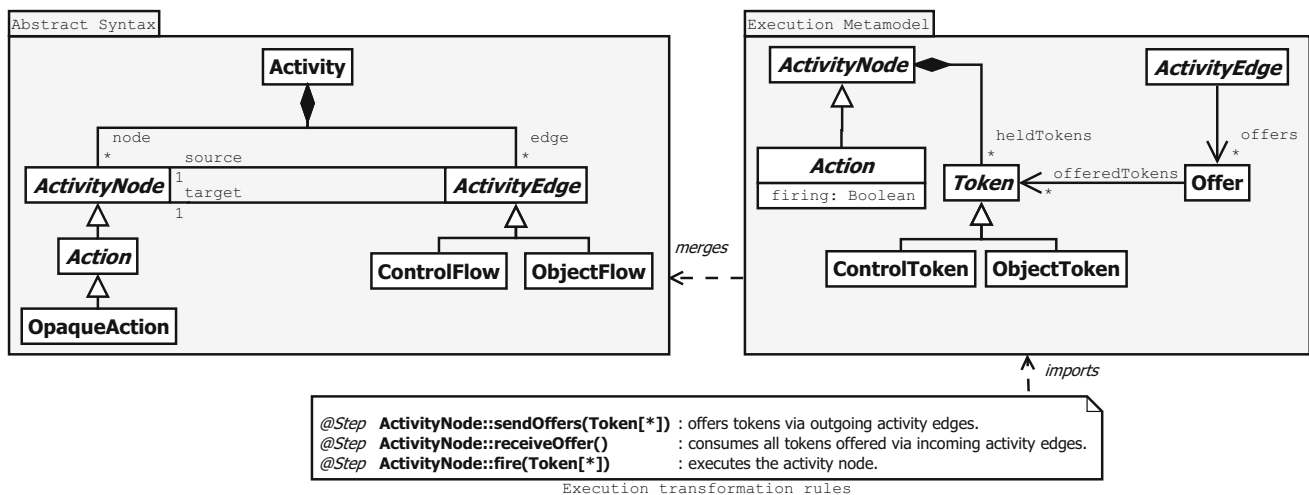 Abstract Syntax
Activity
node
edge
*
*
source
ActivityNode
1
target
1
ActivityEdge
Action
ControlFlow
ObjectFlow
OpaqueAction
merges
Execution Metamodel
ActivityNode
ActivityEdge
heldTokens
*
offers
*
Action
firing: Boolean
Token
offeredTokens
*
Offer
ControlToken
ObjectToken
imports
@Step ActivityNode::sendOffers(Token[*]) : offers tokens via outgoing activity edges.
@Step ActivityNode::receiveOffer() : consumes all tokens offered via incoming activity edges.
@Step ActivityNode::fire(Token[*]) : executes the activity node.
Execution transformation rules